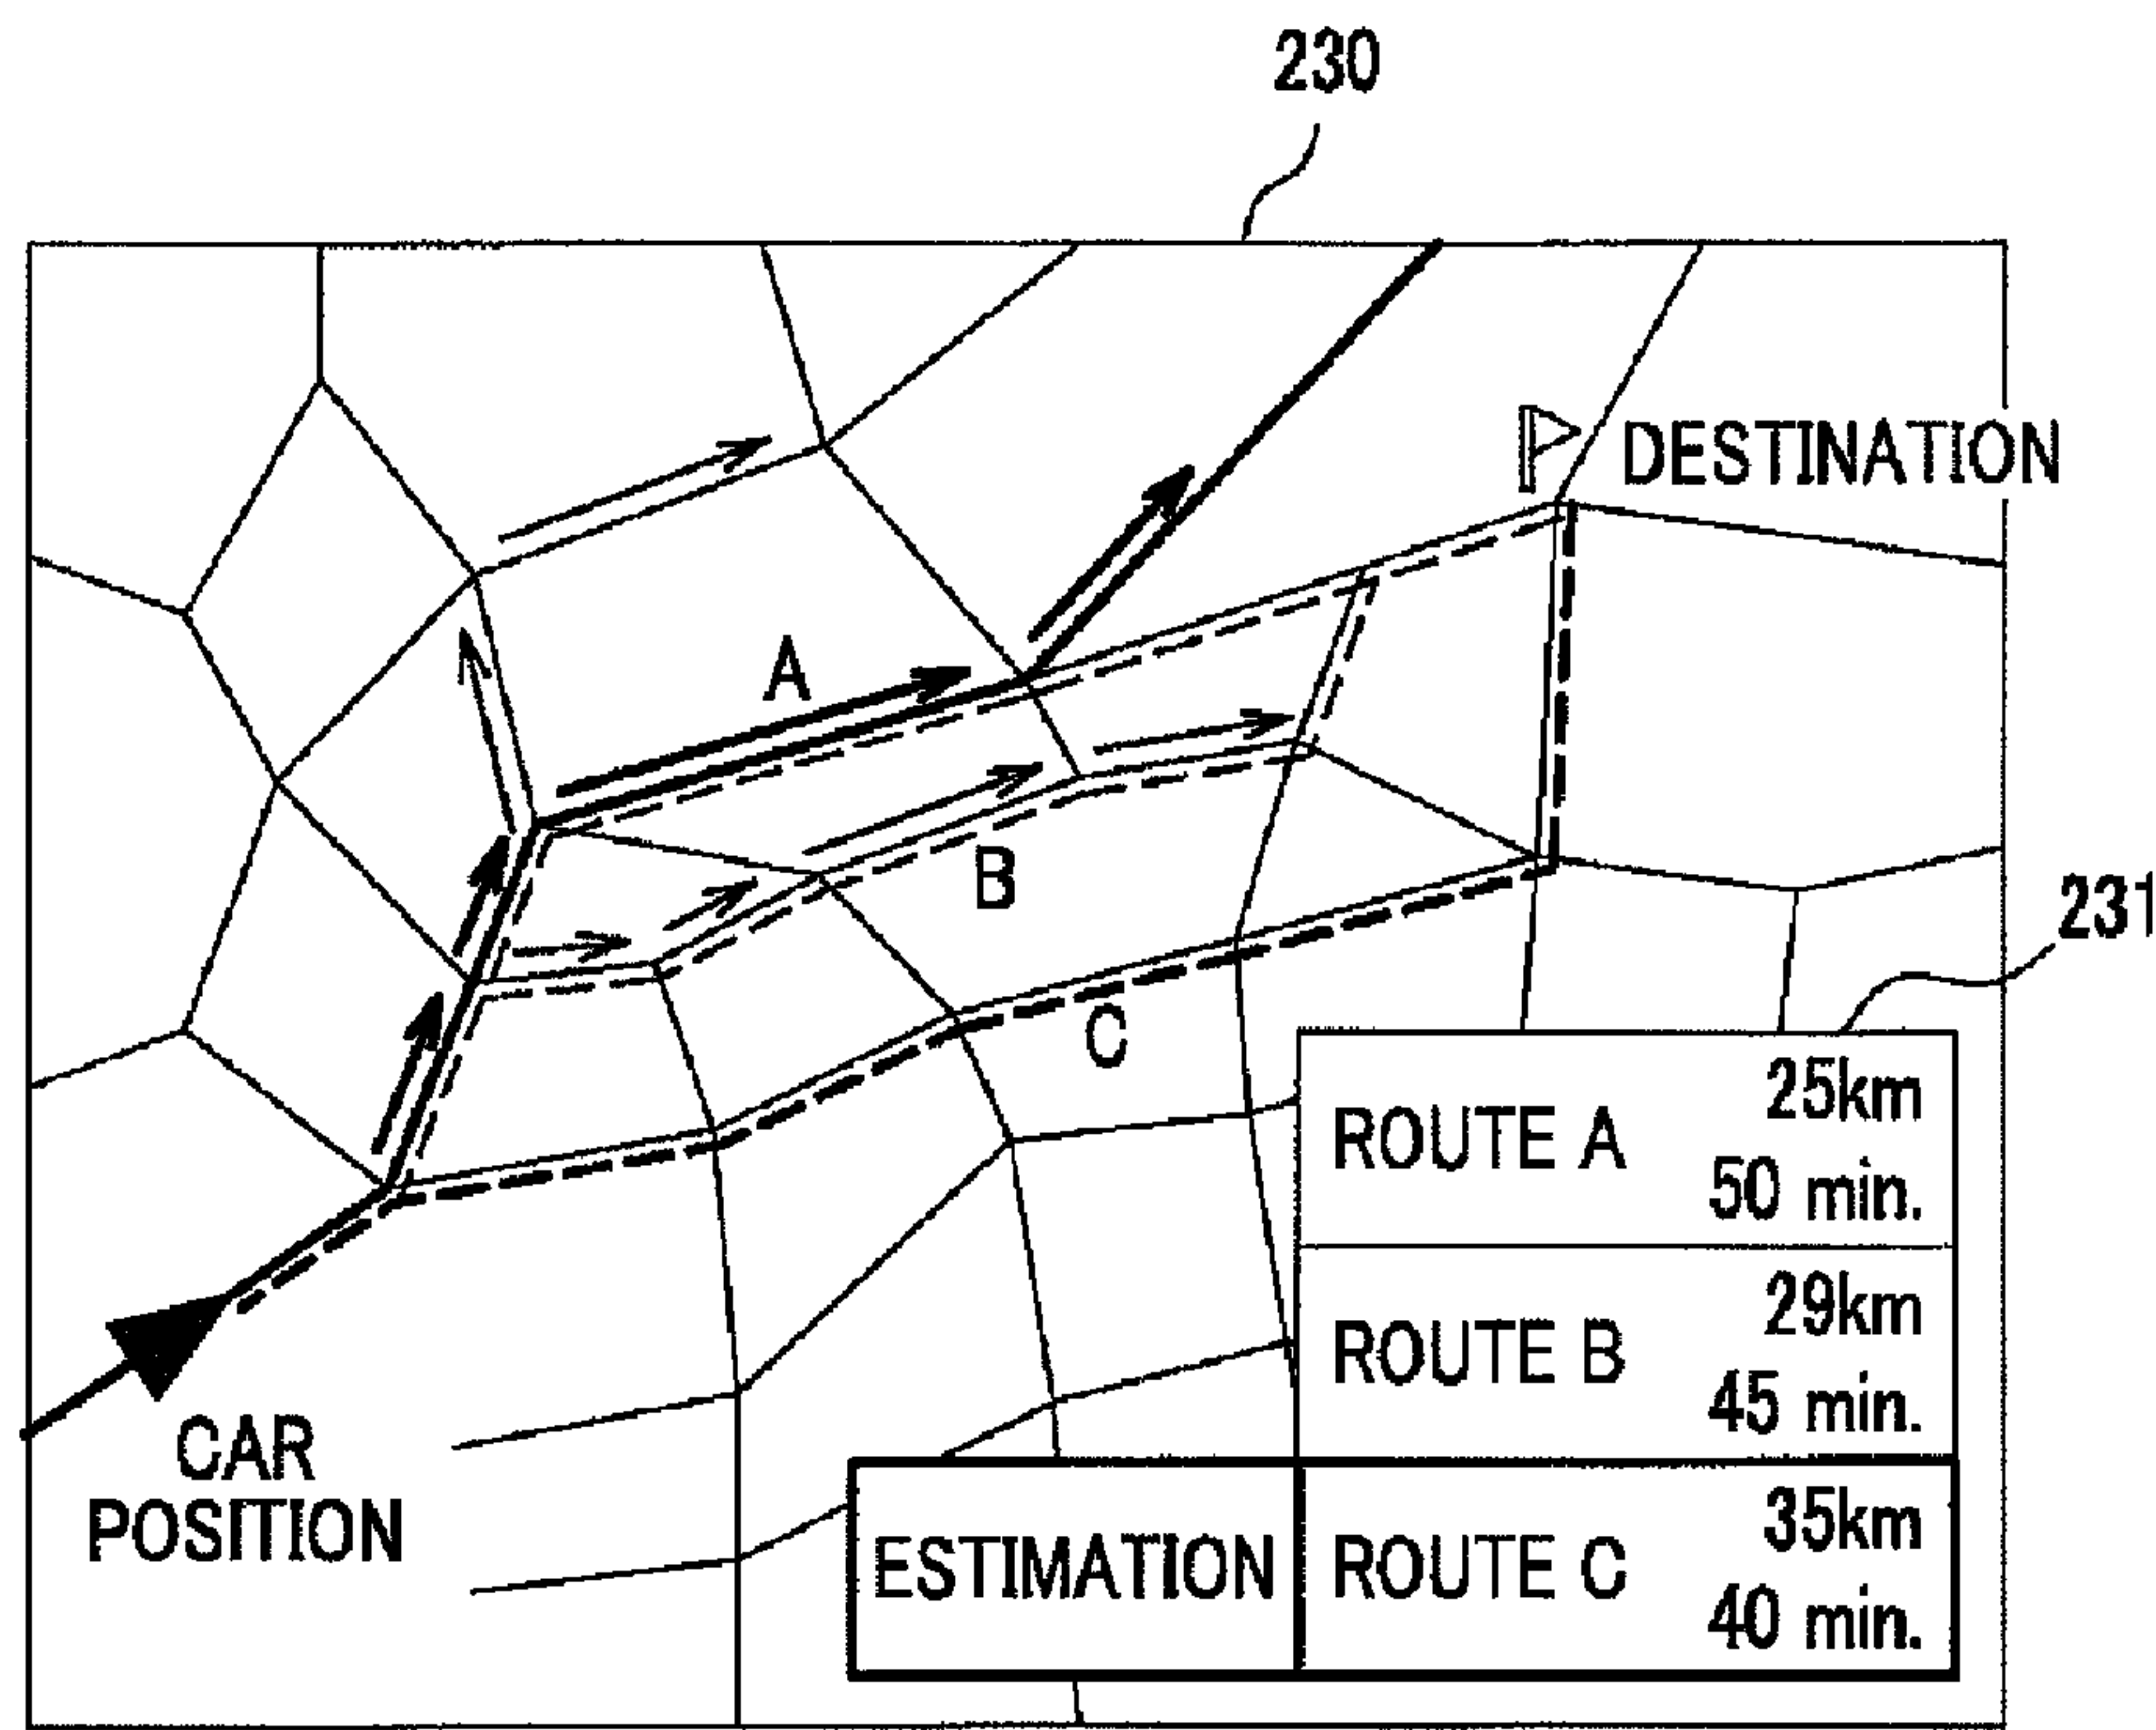 230
DESTINATION
A
B
231
C
25km
ROUTE A
50 min.
29km
ROUTE B
45 min.
CAR
POSITION
35km
ESTIMATION ROUTE C
40 min.